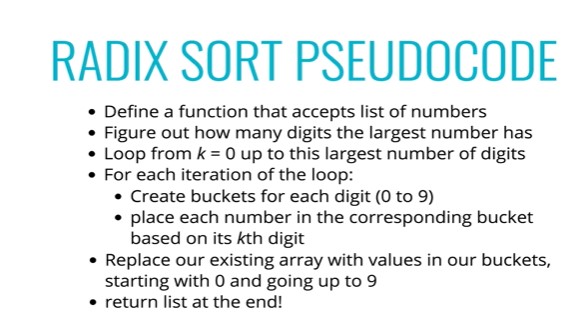 RADIX SORT PSEUDOCODE
• Define a function that accepts list of numbers
• Figure out how many digits the largest number has
• Loop from k = 0 up to this largest number of digits
• For each iteration of the loop:
• Create buckets for each digit (0 to 9)
• place each number in the corresponding bucket
based on its kth digit
• Replace our existing array with values in our buckets,
starting with 0 and going up to 9
• return list at the end!